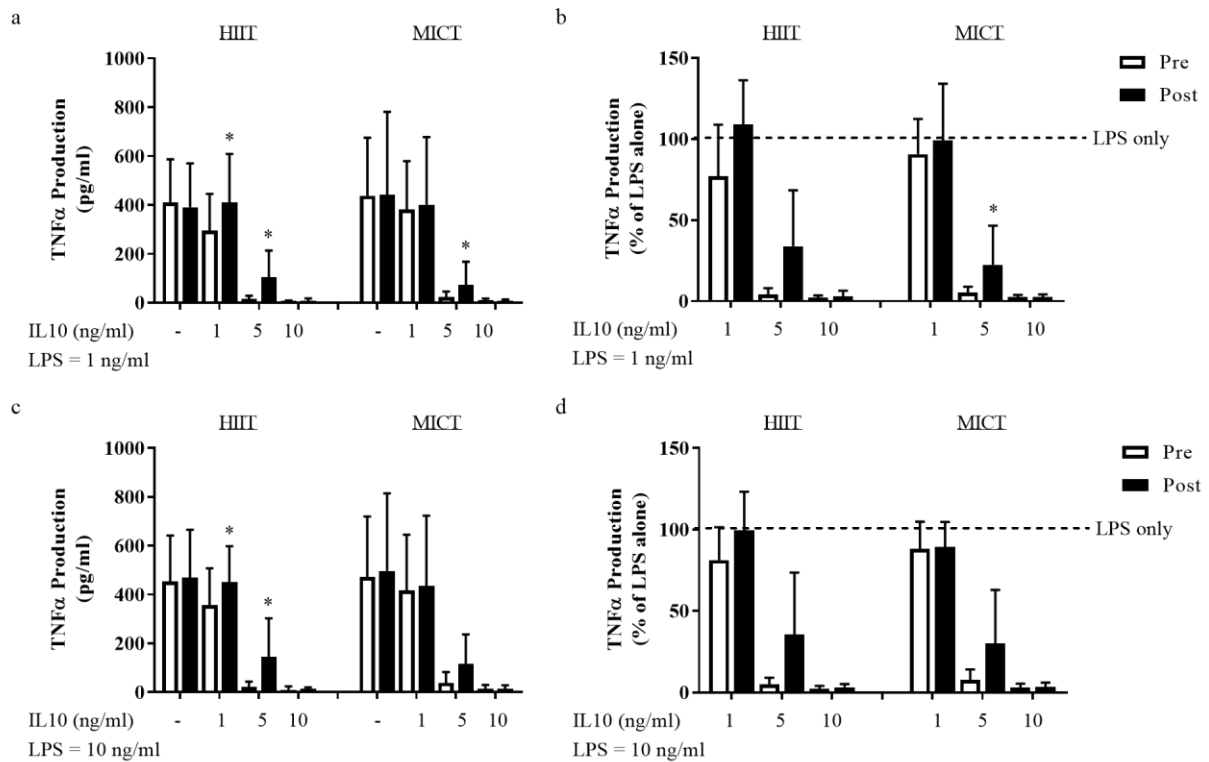 a
HIIT MICT
1000
800
600
400
200
0
TNFα Production
(pg/ml)
* * *
IL10 (ng/ml) - 1 5 10 - 1 5 10
LPS = 1 ng/ml
b
HIIT MICT
150
100
50
0
TNFα Production
(% of LPS alone)
Pre
Post
LPS only
*
IL10 (ng/ml) 1 5 10 1 5 10
LPS = 1 ng/ml
c
HIIT MICT
1000
800
600
400
200
0
TNFα Production
(pg/ml)
* *
IL10 (ng/ml) - 1 5 10 - 1 5 10
LPS = 10 ng/ml
d
HIIT MICT
150
100
50
0
TNFα Production
(% of LPS alone)
Pre
Post
LPS only
IL10 (ng/ml) 1 5 10 1 5 10
LPS = 10 ng/ml